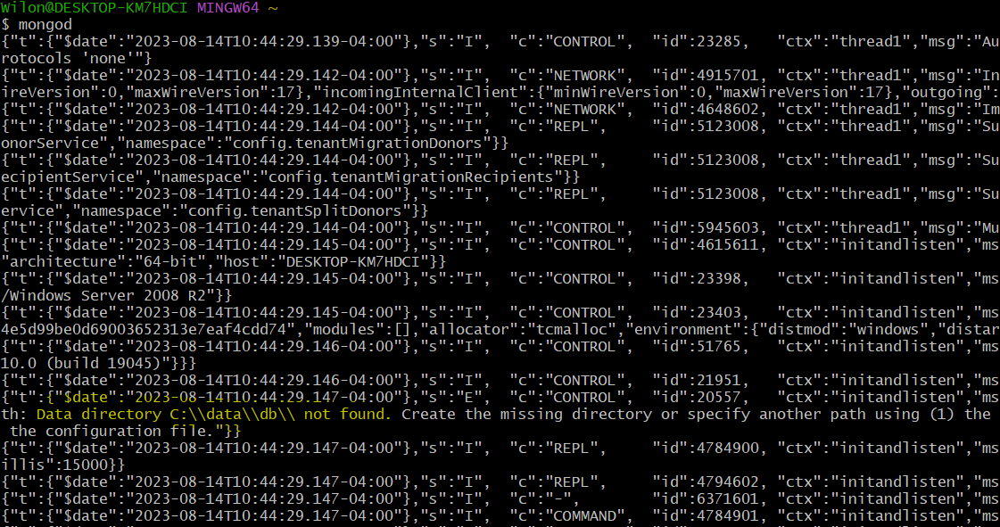 Wilon@DESKTOP-KM7HDCI MINGW64 ~
$ mongod
{"t":{"$date":"2023-08-14T10:44:29.139-04:00"},"s":"I",  "c":"CONTROL",  "id":23285,   "ctx":"thread1","msg":"Au
rotocols 'none'"}
{"t":{"$date":"2023-08-14T10:44:29.142-04:00"},"s":"I",  "c":"NETWORK",  "id":4915701, "ctx":"thread1","msg":"In
ireVersion":0,"maxWireVersion":17},"incomingInternalClient":{"minWireVersion":0,"maxWireVersion":17},"outgoing":
{"t":{"$date":"2023-08-14T10:44:29.142-04:00"},"s":"I",  "c":"NETWORK",  "id":4648602, "ctx":"thread1","msg":"Im
{"t":{"$date":"2023-08-14T10:44:29.144-04:00"},"s":"I",  "c":"REPL",     "id":5123008, "ctx":"thread1","msg":"Su
onorService","namespace":"config.tenantMigrationDonors"}}
{"t":{"$date":"2023-08-14T10:44:29.144-04:00"},"s":"I",  "c":"REPL",     "id":5123008, "ctx":"thread1","msg":"Su
ecipientService","namespace":"config.tenantMigrationRecipients"}}
{"t":{"$date":"2023-08-14T10:44:29.144-04:00"},"s":"I",  "c":"REPL",     "id":5123008, "ctx":"thread1","msg":"Su
ervice","namespace":"config.tenantSplitDonors"}}
{"t":{"$date":"2023-08-14T10:44:29.144-04:00"},"s":"I",  "c":"CONTROL",  "id":5945603, "ctx":"thread1","msg":"Mu
{"t":{"$date":"2023-08-14T10:44:29.145-04:00"},"s":"I",  "c":"CONTROL",  "id":4615611, "ctx":"initandlisten","ms
"architecture":"64-bit","host":"DESKTOP-KM7HDCI"}}
{"t":{"$date":"2023-08-14T10:44:29.145-04:00"},"s":"I",  "c":"CONTROL",  "id":23398,   "ctx":"initandlisten","ms
/Windows Server 2008 R2"}}
{"t":{"$date":"2023-08-14T10:44:29.145-04:00"},"s":"I",  "c":"CONTROL",  "id":23403,   "ctx":"initandlisten","ms
4e5d99be0d69003652313e7eaf4cdd74","modules":[],"allocator":"tcmalloc","environment":{"distmod":"windows","distar
{"t":{"$date":"2023-08-14T10:44:29.146-04:00"},"s":"I",  "c":"CONTROL",  "id":51765,   "ctx":"initandlisten","ms
10.0 (build 19045)"}}}
{"t":{"$date":"2023-08-14T10:44:29.146-04:00"},"s":"I",  "c":"CONTROL",  "id":21951,   "ctx":"initandlisten","ms
{"t":{"$date":"2023-08-14T10:44:29.147-04:00"},"s":"E",  "c":"CONTROL",  "id":20557,   "ctx":"initandlisten","ms
th: Data directory C:\\data\\db\\ not found. Create the missing directory or specify another path using (1) the
 the configuration file."}}
{"t":{"$date":"2023-08-14T10:44:29.147-04:00"},"s":"I",  "c":"REPL",     "id":4784900, "ctx":"initandlisten","ms
illis":15000}}
{"t":{"$date":"2023-08-14T10:44:29.147-04:00"},"s":"I",  "c":"REPL",     "id":4794602, "ctx":"initandlisten","ms
{"t":{"$date":"2023-08-14T10:44:29.147-04:00"},"s":"I",  "c":"-",        "id":6371601, "ctx":"initandlisten","ms
{"t":{"$date":"2023-08-14T10:44:29.147-04:00"},"s":"I",  "c":"COMMAND",  "id":4784901, "ctx":"initandlisten","ms